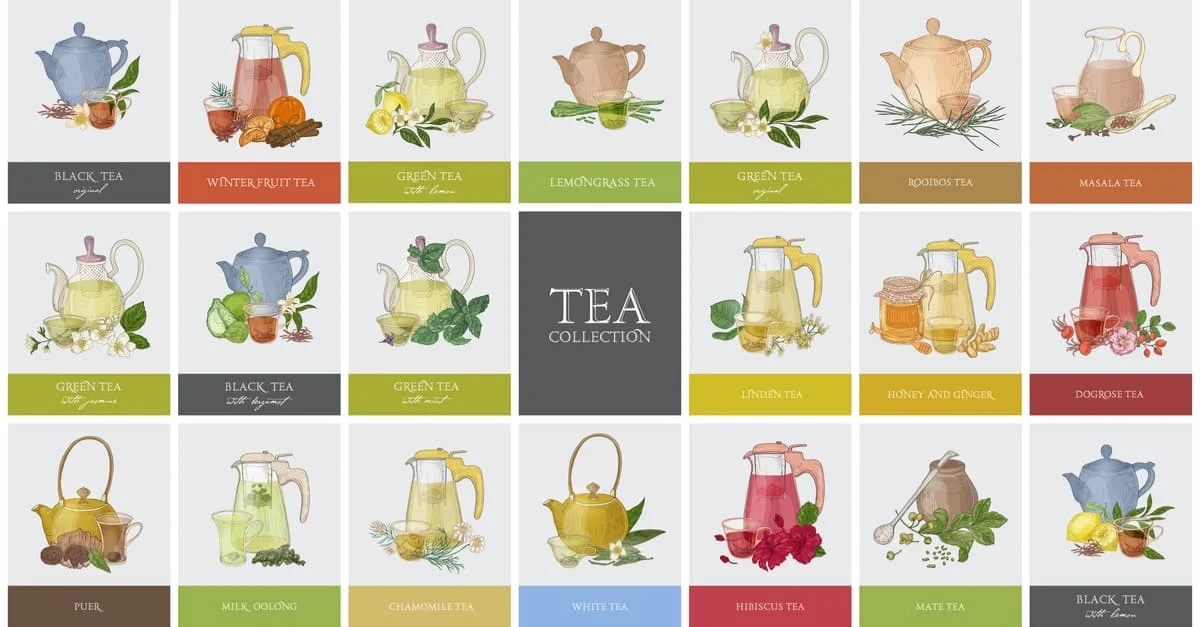 BLACK TEA
original
WINTER FRUIT TEA
GREEN TEA
with lemon
LEMONGRASS TEA
GREEN TEA
original
ROOIBOS TEA
MASALA TEA
GREEN TEA
with jasmine
BLACK TEA
with bergamot
GREEN TEA
with mint
TEA
COLLECTION
LINDEN TEA
HONEY
HONEY AND GINGER
DOGROSE TEA
PUER
MILK OOLONG
CHAMOMILE TEA
WHITE TEA
HIBISCUS TEA
MATE TEA
BLACK TEA
with lemon